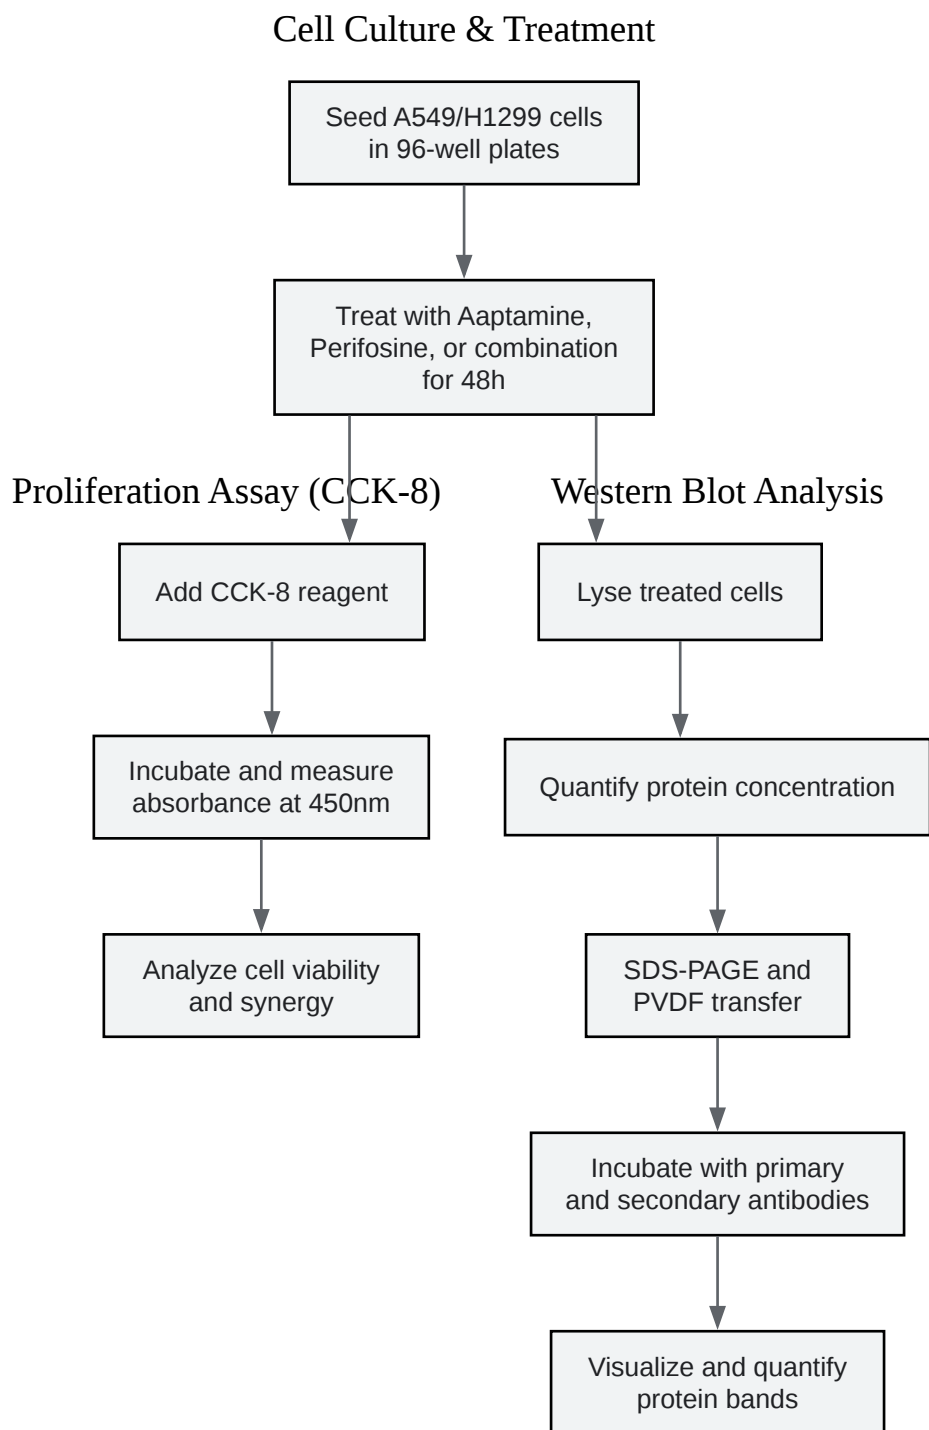 Cell Culture & Treatment
Seed A549/H1299 cells
in 96-well plates
Treat with Aaptamine,
Perifosine, or combination
for 48h
Proliferation Assay (CCK-8)
Add CCK-8 reagent
Incubate and measure
absorbance at 450nm
Analyze cell viability
and synergy
Western Blot Analysis
Lyse treated cells
Quantify protein concentration
SDS-PAGE and
PVDF transfer
Incubate with primary
and secondary antibodies
Visualize and quantify
protein bands